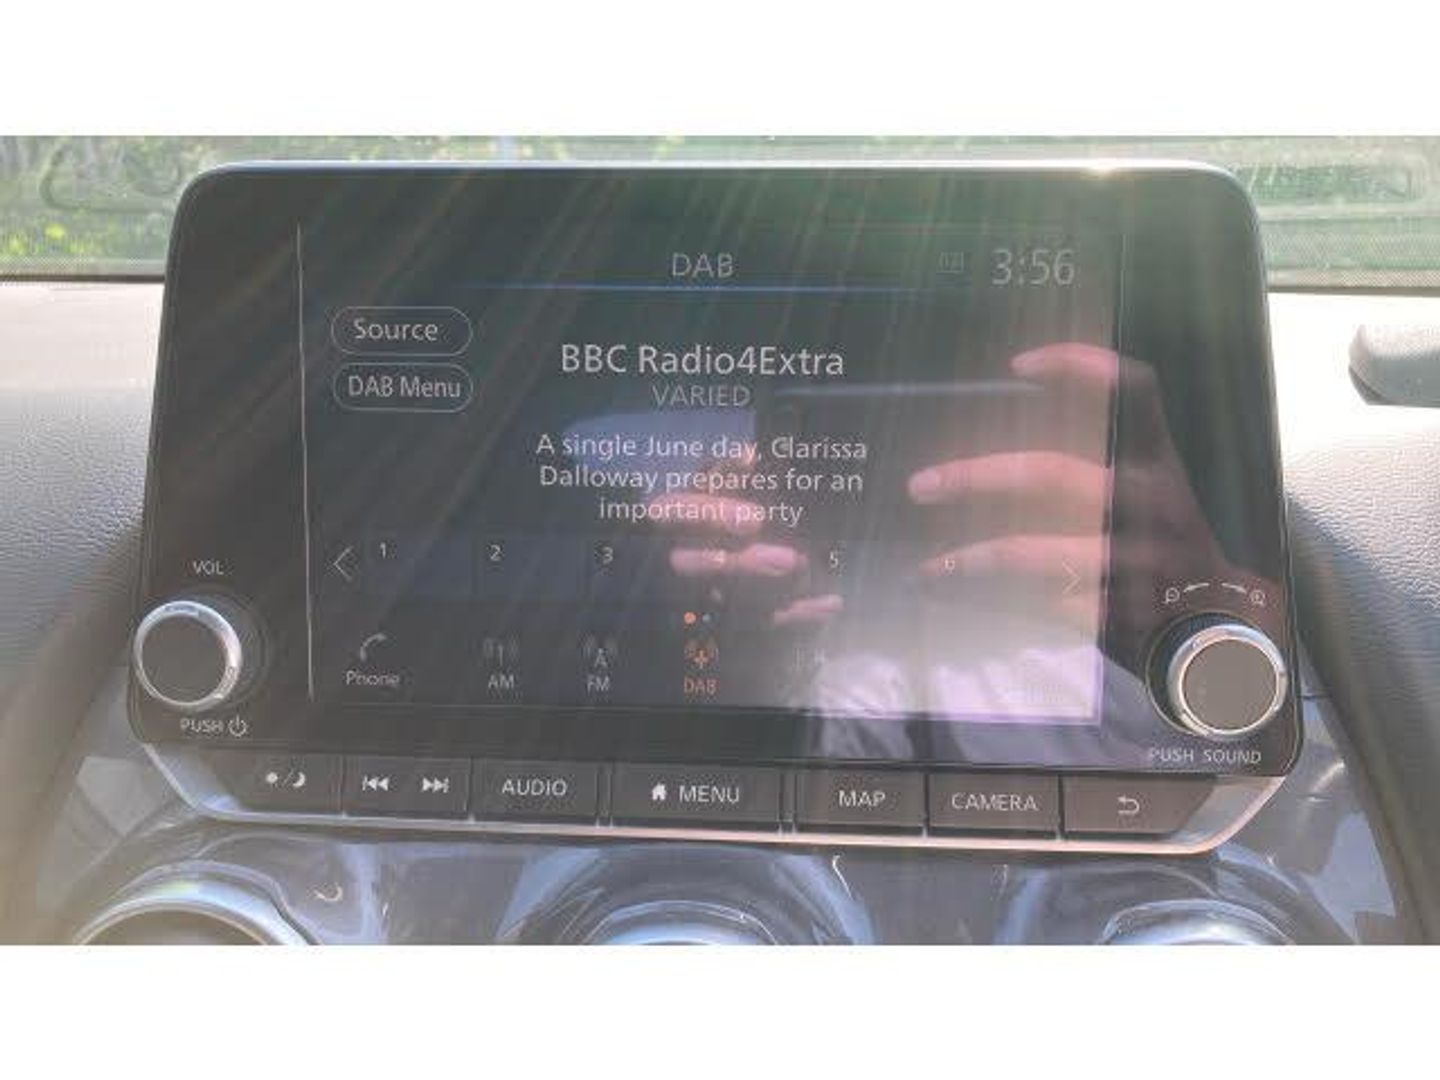 DAB
3:56
Source
BBC Radio4Extra
VARIED
DAB Menu
A single June day, Clarissa
Dalloway prepares for an
important party
1 2 3 4 5 6
VOL
Phone
AM
FM
DAB
PUSH
PUSH SOUND
AUDIO
MENU
MAP
CAMERA